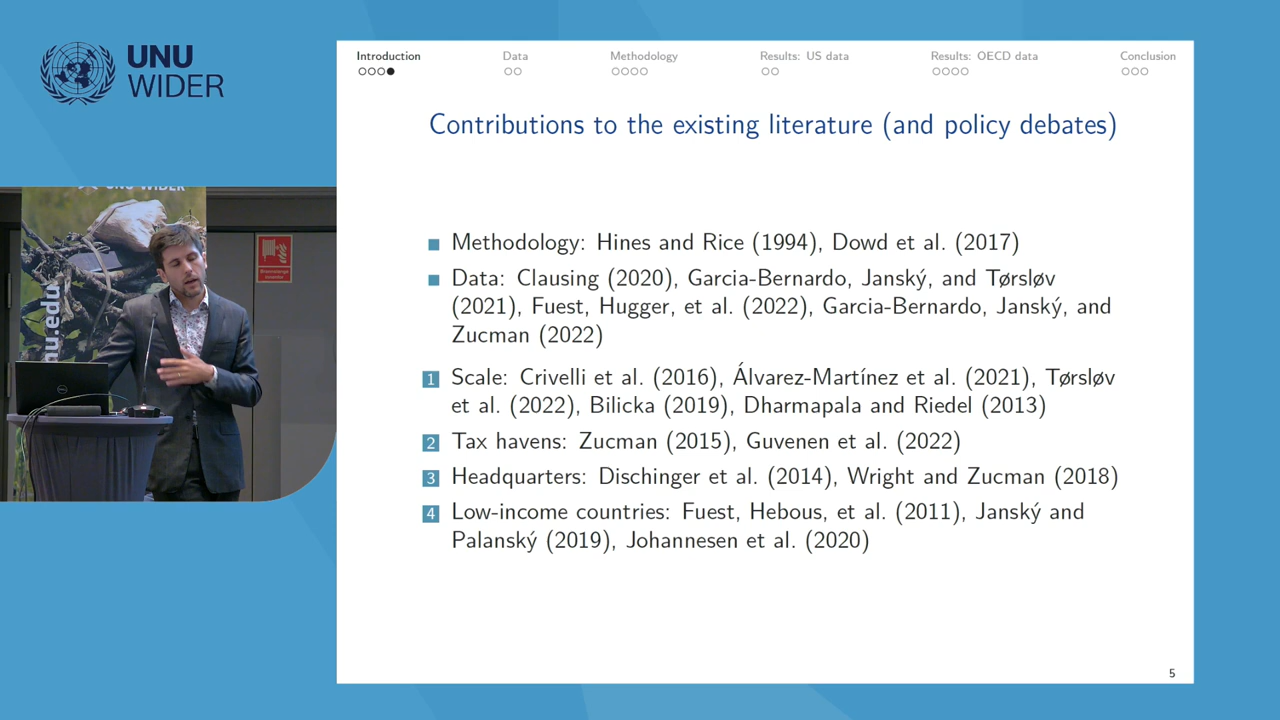 UNU
WIDER
Introduction
Data
Methodology
Results: US data
Results: OECD data
Conclusion
Contributions to the existing literature (and policy debates)
Methodology: Hines and Rice (1994), Dowd et al. (2017)
Data: Clausing (2020), Garcia-Bernardo, Janský, and Tørsløv
(2021), Fuest, Hugger, et al. (2022), Garcia-Bernardo, Janský, and
Zucman (2022)
1 Scale: Crivelli et al. (2016), Álvarez-Martínez et al. (2021), Tørsløv
et al. (2022), Bilicka (2019), Dharmapala and Riedel (2013)
2 Tax havens: Zucman (2015), Guvenen et al. (2022)
3 Headquarters: Dischinger et al. (2014), Wright and Zucman (2018)
4 Low-income countries: Fuest, Hebous, et al. (2011), Janský and
Palanský (2019), Johannesen et al. (2020)
5
UNU-WIDER
nu.edu
DELL